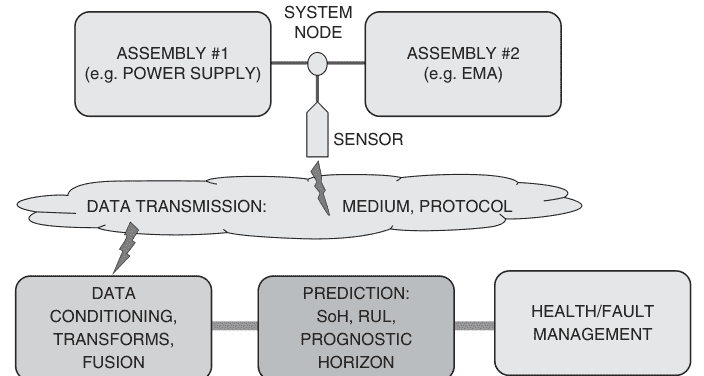 SYSTEM
NODE
ASSEMBLY #1
(e.g. POWER SUPPLY)
ASSEMBLY #2
(e.g. EMA)
SENSOR
DATA TRANSMISSION: MEDIUM, PROTOCOL
DATA
CONDITIONING,
TRANSFORMS,
FUSION
PREDICTION:
SoH, RUL,
PROGNOSTIC
HORIZON
HEALTH/FAULT
MANAGEMENT